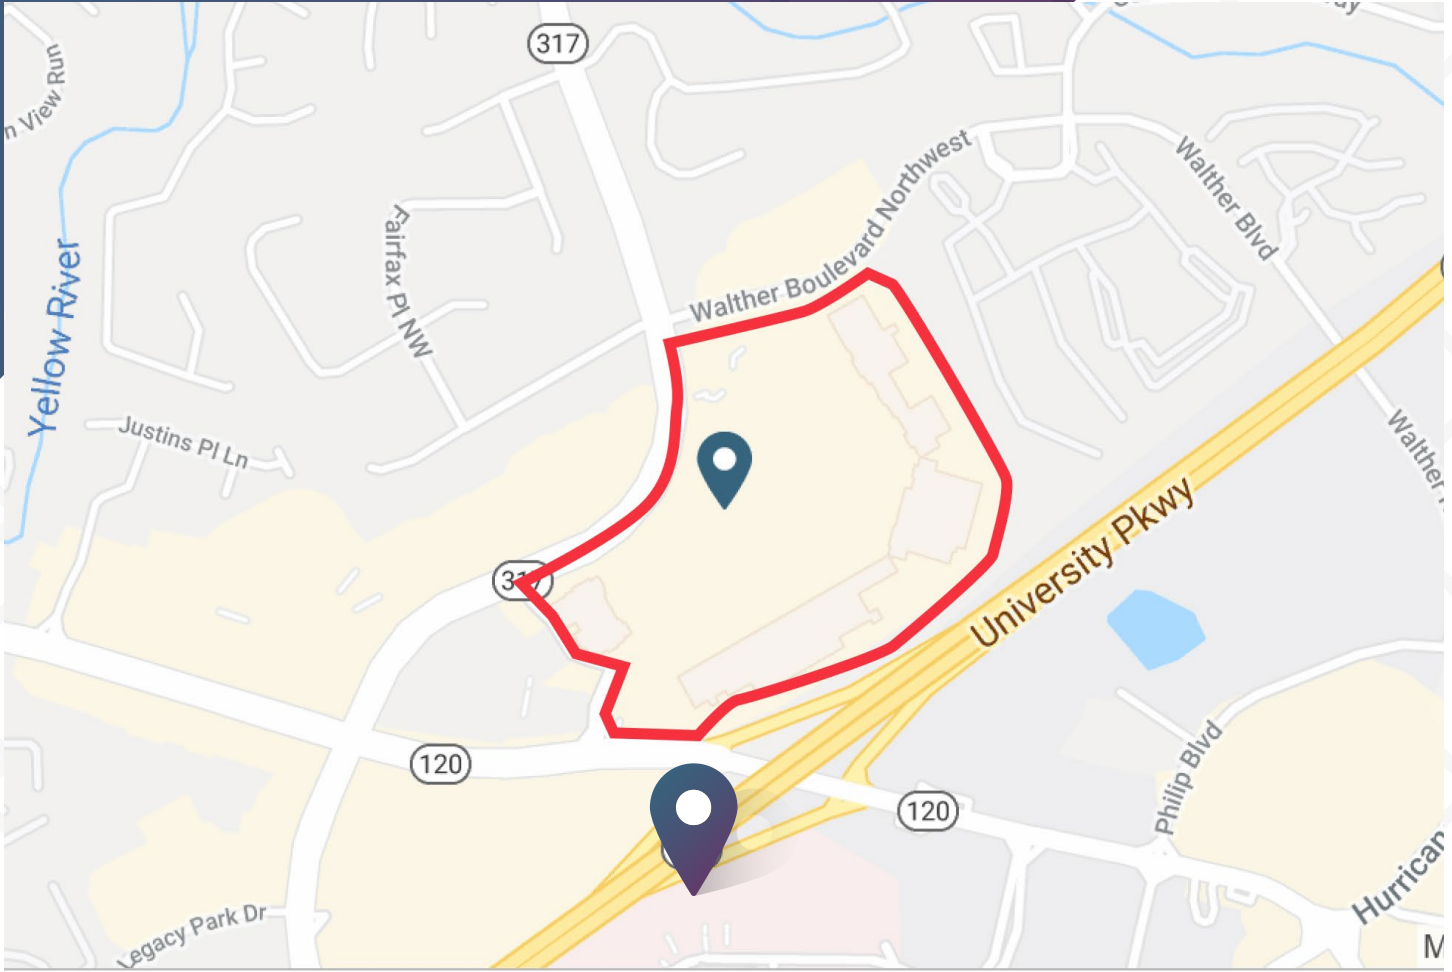 317
n View Run
Walther Boulevard Northwest
Walther Blvd
Fairfax Pl NW
Yellow River
Justins Pl Ln
Walther
University Pkwy
317
120
120
Philip Blvd
Legacy Park Dr
Hurrican
M